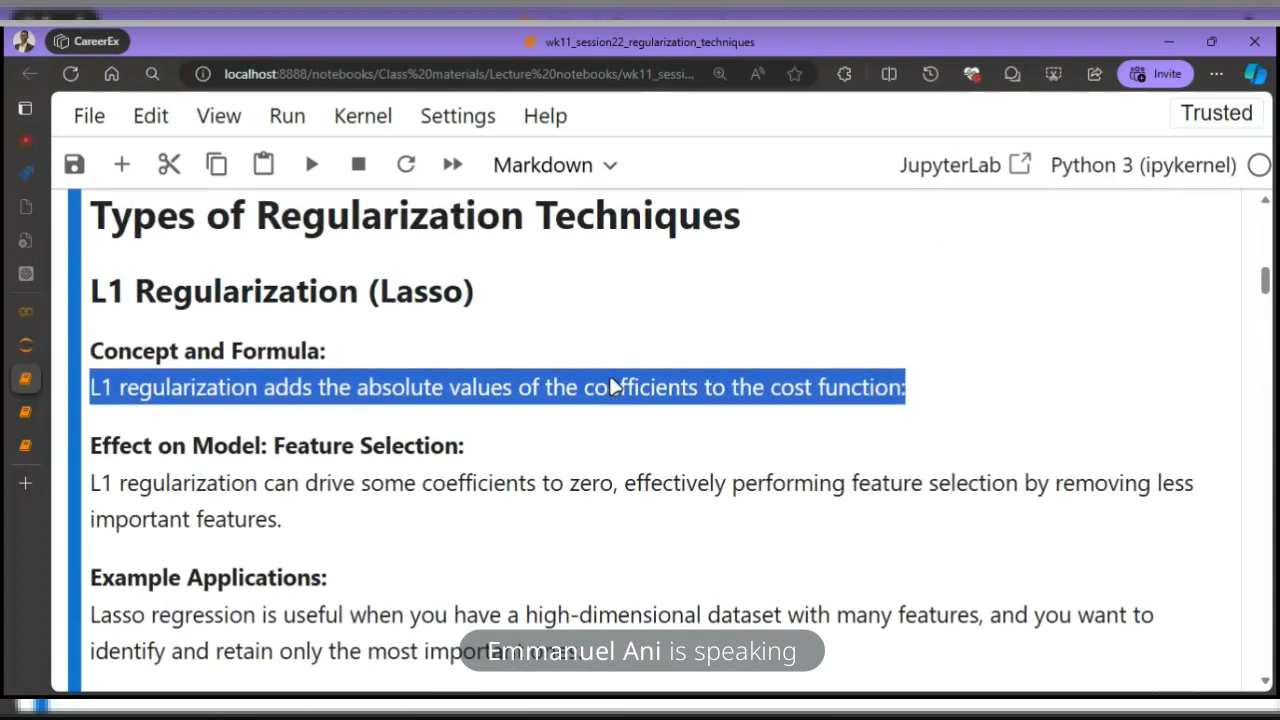 CareerEx
wk11_session22_regularization_techniques
localhost:8888/notebooks/Class%20materials/Lecture%20notebooks/wk11_sessi...
Invite
File Edit View Run Kernel Settings Help
Trusted
Markdown
JupyterLab
Python 3 (ipykernel)
Types of Regularization Techniques
L1 Regularization (Lasso)
Concept and Formula:
L1 regularization adds the absolute values of the coefficients to the cost function:
Effect on Model: Feature Selection:
L1 regularization can drive some coefficients to zero, effectively performing feature selection by removing less
important features.
Example Applications:
Lasso regression is useful when you have a high-dimensional dataset with many features, and you want to
identify and retain only the most important
Emmanuel Ani is speaking